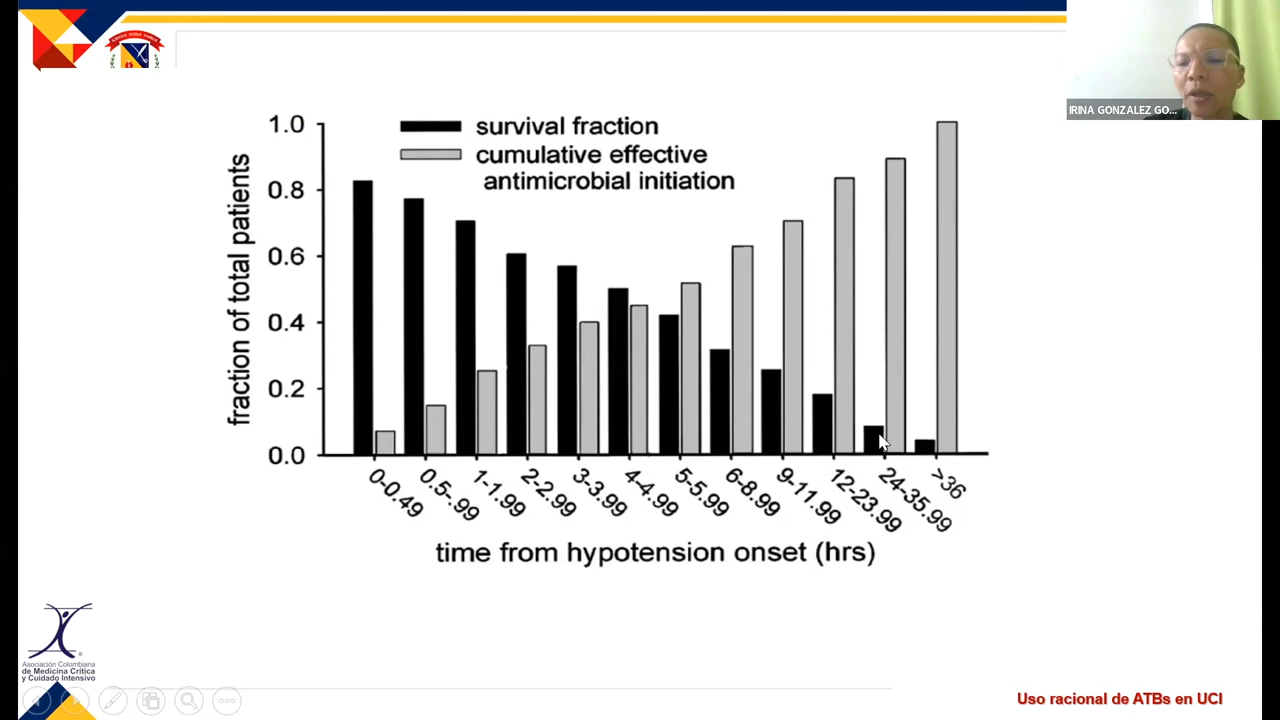 IRINA GONZALEZ GO...
survival fraction
cumulative effective
antimicrobial initiation
fraction of total patients
1.0
0.8
0.6
0.4
0.2
0.0
0-0.49
0.5-.99
1-1.99
2-2.99
3-3.99
4-4.99
5-5.99
6-8.99
9-11.99
12-23.99
24-35.99
>36
time from hypotension onset (hrs)
Asociación Colombiana
de Medicina Crítica
y Cuidado Intensivo
Uso racional de ATBs en UCI